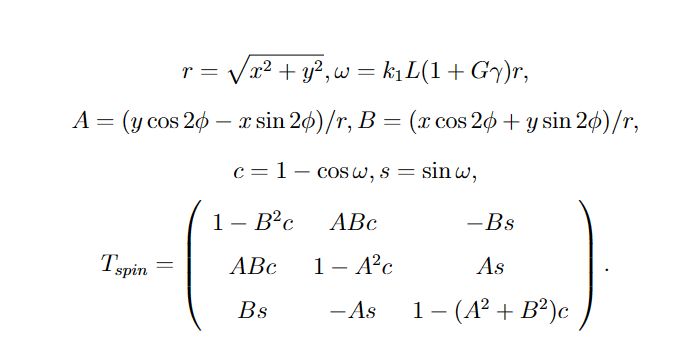 r = √(x² + y²), ω = k₁L(1 + Gγ)r,
A = (y cos 2ϕ − x sin 2ϕ)/r, B = (x cos 2ϕ + y sin 2ϕ)/r,
c = 1 − cos ω, s = sin ω,
T_spin = ( 1 − B²c ABc −Bs
ABc 1 − A²c As
Bs −As 1 − (A² + B²)c ) .